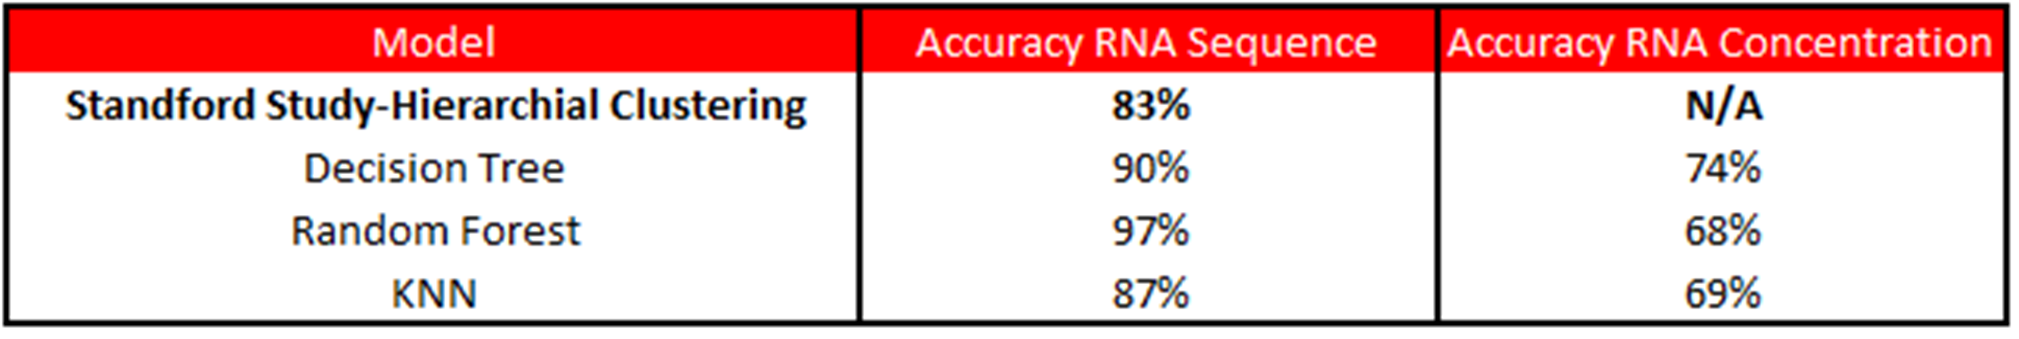 Model Accuracy RNA Sequence Accuracy RNA Concentration
Standford Study-Hierarchial Clustering 83% N/A
Decision Tree 90% 74%
Random Forest 97% 68%
KNN 87% 69%